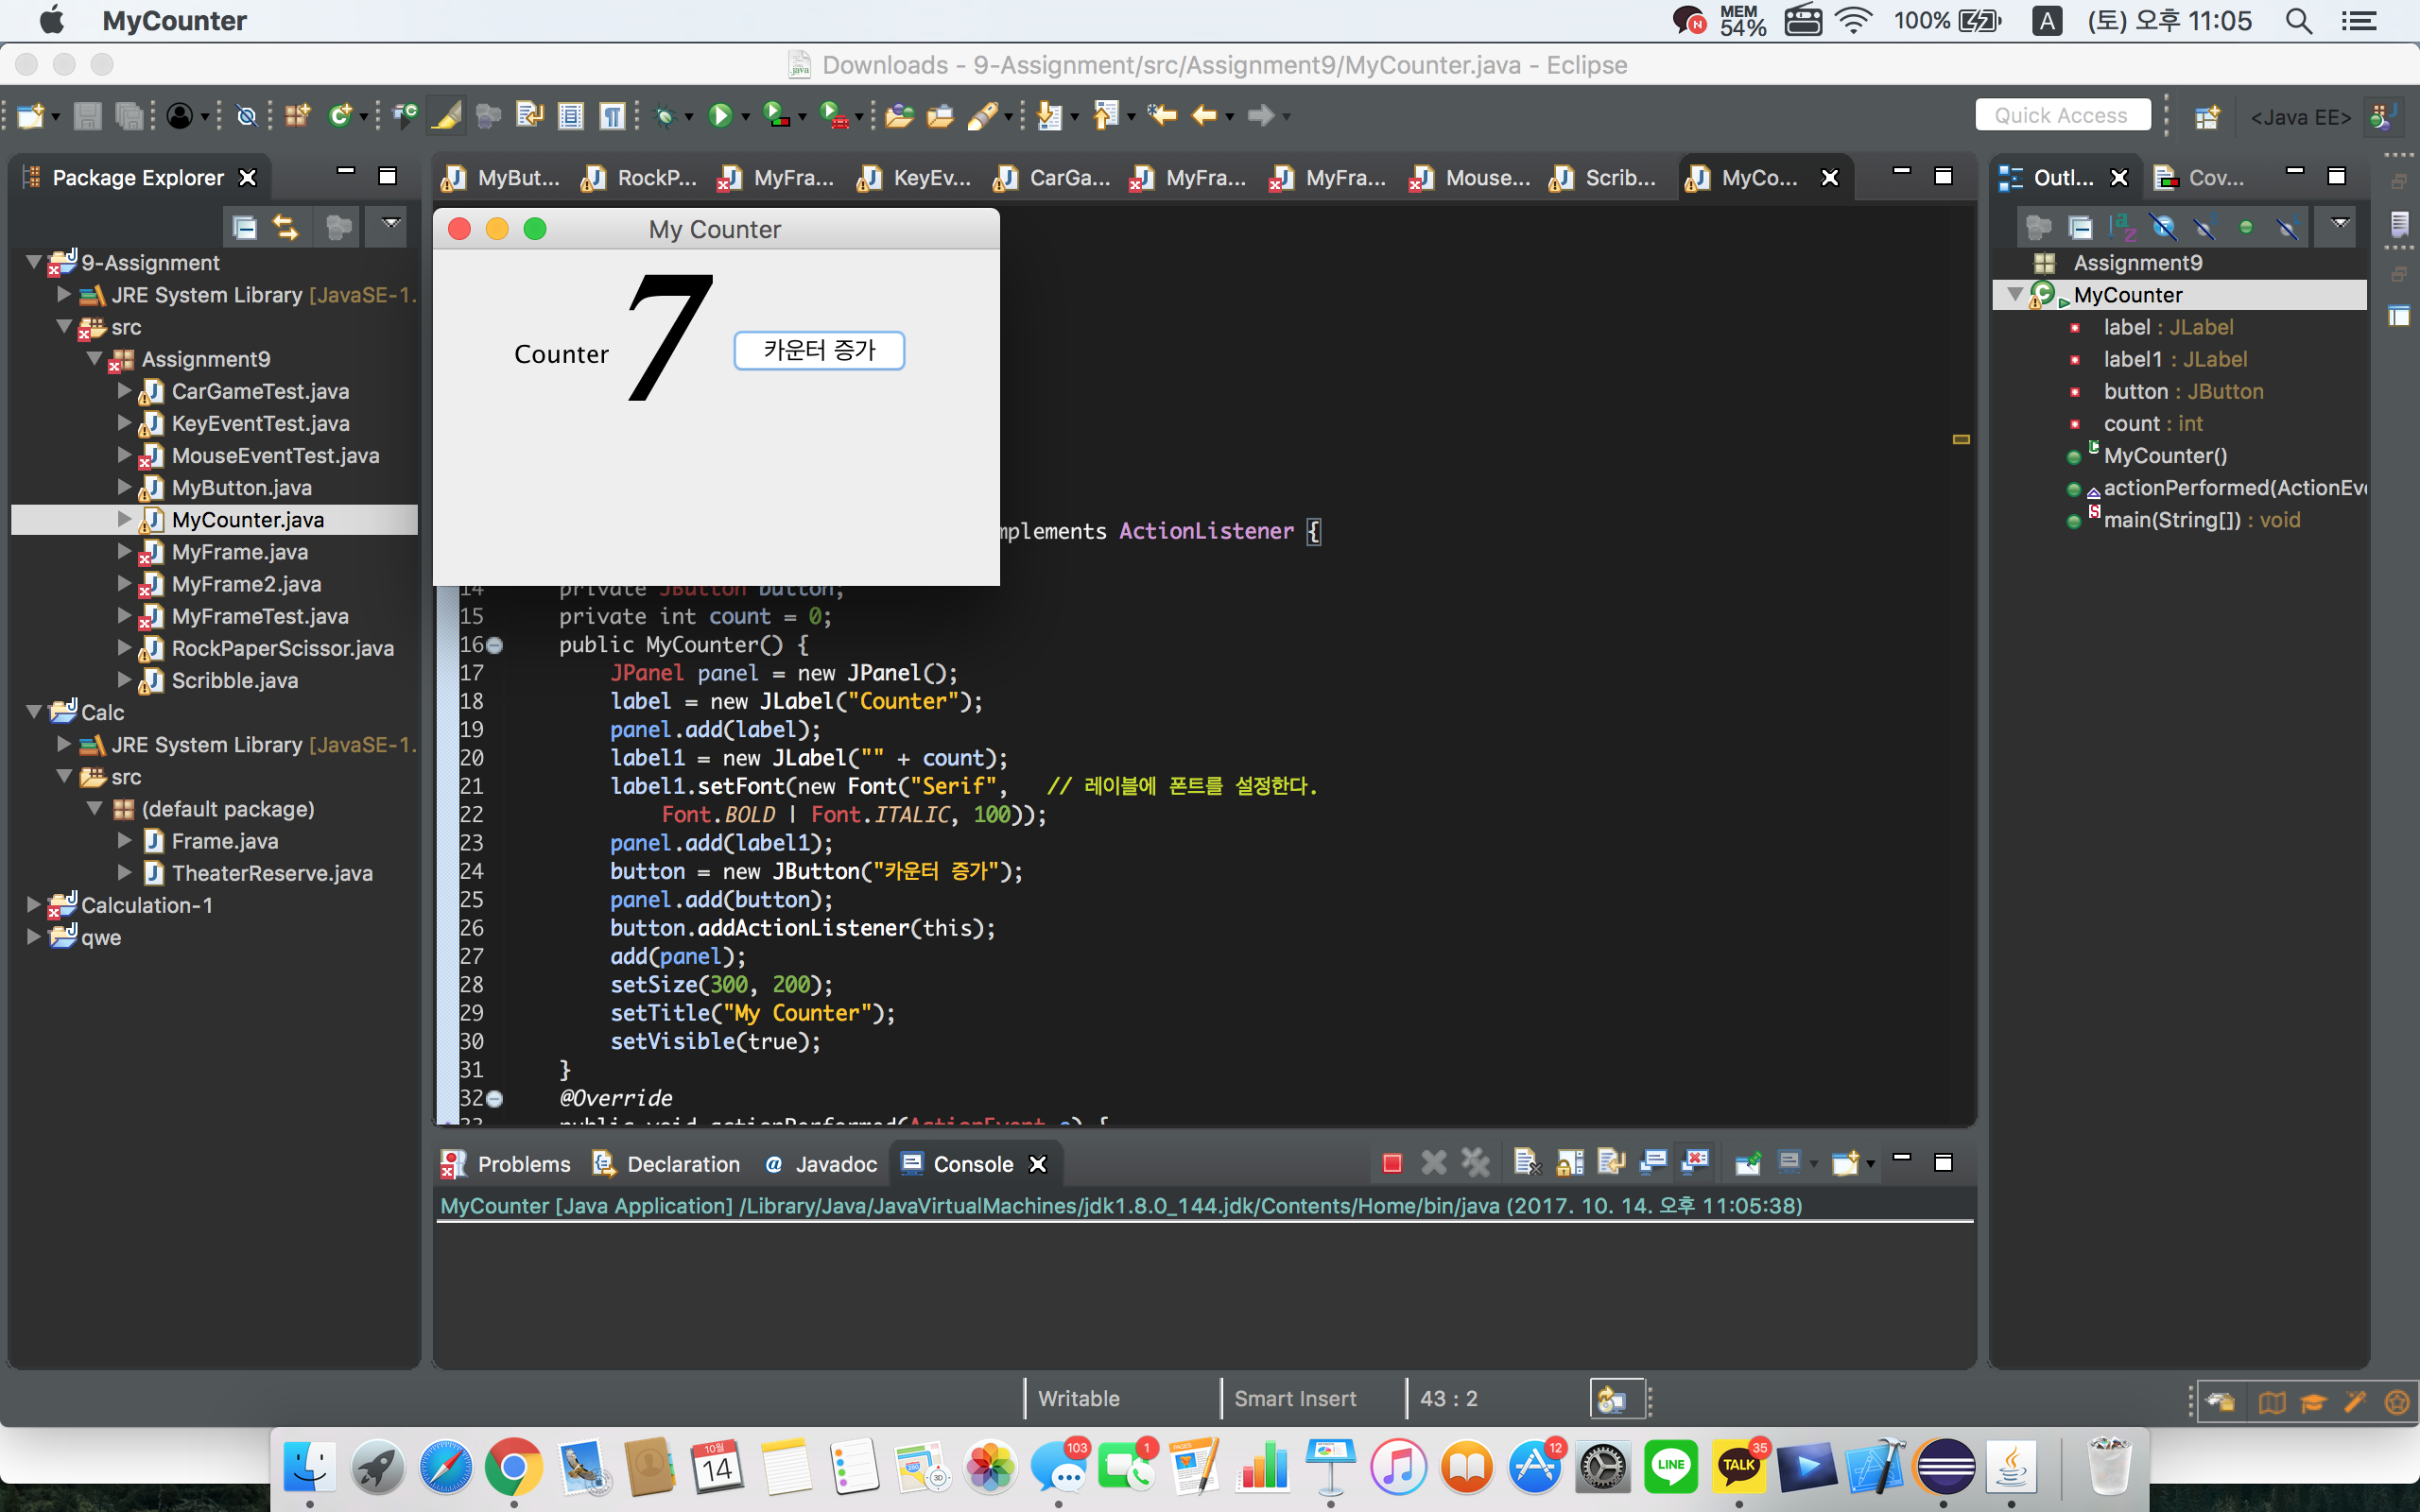 MyCounter
MEM
54%
100%
A
(토) 오후 11:05
Downloads - 9-Assignment/src/Assignment9/MyCounter.java - Eclipse
Quick Access
<Java EE>
Package Explorer
MyBut...
RockP...
MyFra...
KeyEv...
CarGa...
MyFra...
MyFra...
Mouse...
Scrib...
MyCo...
Outl...
Cov...
9-Assignment
JRE System Library [JavaSE-1.
src
Assignment9
CarGameTest.java
KeyEventTest.java
MouseEventTest.java
MyButton.java
MyCounter.java
MyFrame.java
MyFrame2.java
MyFrameTest.java
RockPaperScissor.java
Scribble.java
Calc
JRE System Library [JavaSE-1.
src
(default package)
Frame.java
TheaterReserve.java
Calculation-1
qwe
My Counter
Counter 7 카운터 증가
mplements ActionListener {
14 private JButton button;
15 private int count = 0;
16 public MyCounter() {
17 JPanel panel = new JPanel();
18 label = new JLabel("Counter");
19 panel.add(label);
20 label1 = new JLabel("" + count);
21 label1.setFont(new Font("Serif", // 레이블에 폰트를 설정한다.
22 Font.BOLD | Font.ITALIC, 100));
23 panel.add(label1);
24 button = new JButton("카운터 증가");
25 panel.add(button);
26 button.addActionListener(this);
27 add(panel);
28 setSize(300, 200);
29 setTitle("My Counter");
30 setVisible(true);
31 }
32 @Override
33 public void actionPerformed(ActionEvent e) {
Assignment9
MyCounter
label : JLabel
label1 : JLabel
button : JButton
count : int
MyCounter()
actionPerformed(ActionEv
main(String[]) : void
Problems
Declaration
Javadoc
Console
MyCounter [Java Application] /Library/Java/JavaVirtualMachines/jdk1.8.0_144.jdk/Contents/Home/bin/java (2017. 10. 14. 오후 11:05:38)
Writable
Smart Insert
43 : 2
10월
14
3D
103
1
PAGES
12
LINE
TALK
35